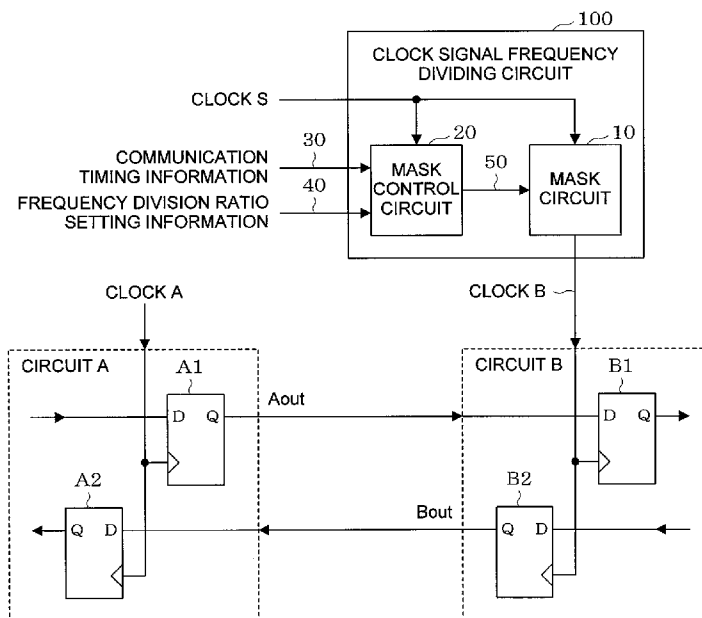 100
CLOCK SIGNAL FREQUENCY
DIVIDING CIRCUIT
CLOCK S
20
10
30
COMMUNICATION
TIMING INFORMATION
MASK
CONTROL
CIRCUIT
50
MASK
CIRCUIT
40
FREQUENCY DIVISION RATIO
SETTING INFORMATION
CLOCK A
CLOCK B
CIRCUIT A
A1
D Q
Aout
CIRCUIT B
B1
D Q
A2
Q D
Bout
B2
Q D